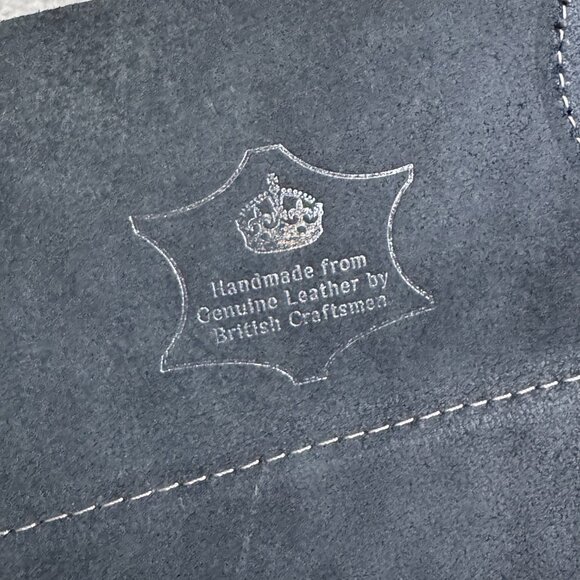 Handmade from
Genuine Leather by
British Craftsmen